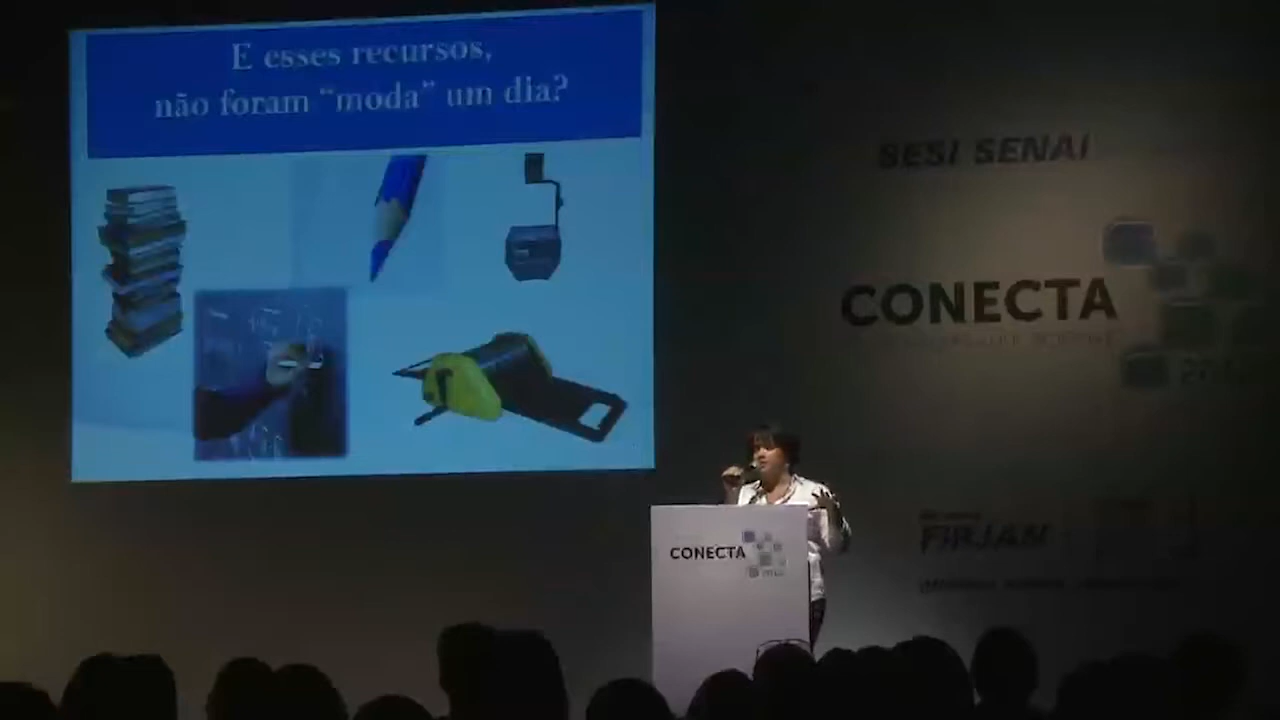 E esses recursos,
não foram “moda” um dia?
SESI SENAI
CONECTA
FIRJAN
CONECTA